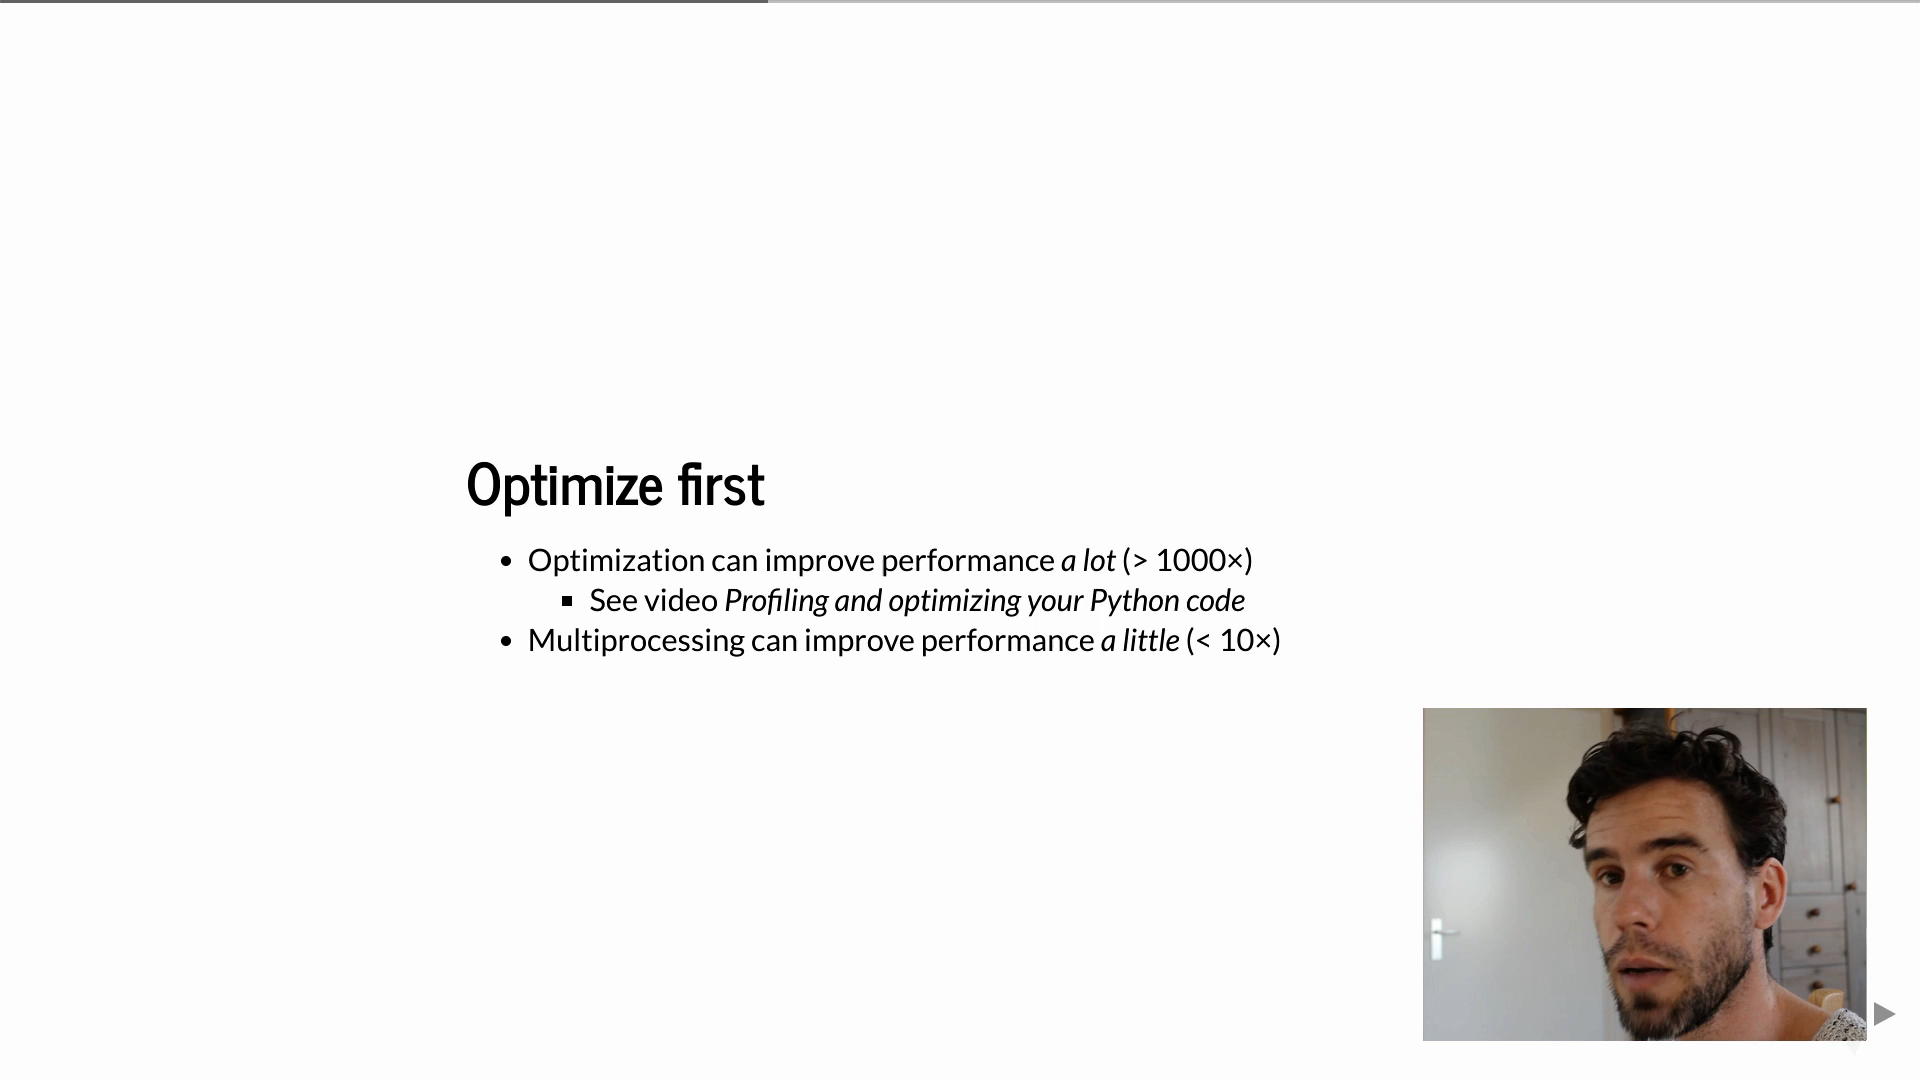 Optimize first
Optimization can improve performance a lot (> 1000×)
See video Profiling and optimizing your Python code
Multiprocessing can improve performance a little (< 10×)